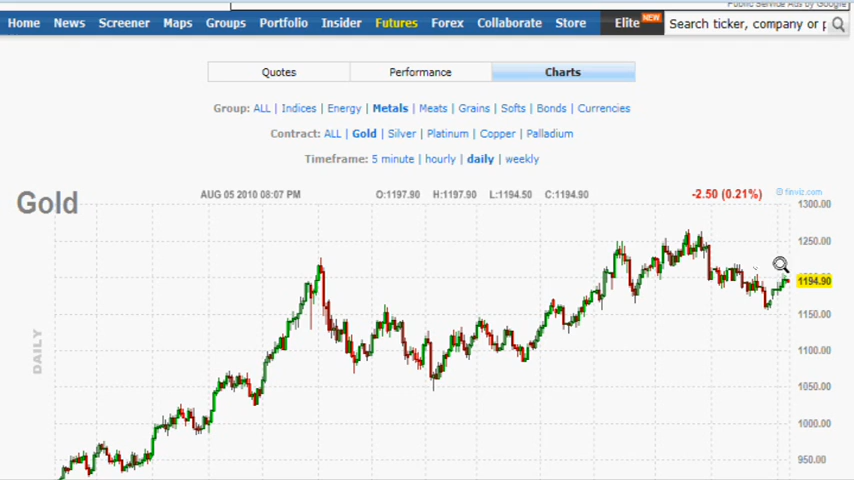 Public Service Ads by Google
Home News Screener Maps Groups Portfolio Insider Futures Forex Collaborate Store Elite NEW Search ticker, company or p
Quotes Performance Charts
Group: ALL | Indices | Energy | Metals | Meats | Grains | Softs | Bonds | Currencies
Contract: ALL | Gold | Silver | Platinum | Copper | Palladium
Timeframe: 5 minute | hourly | daily | weekly
Gold AUG 05 2010 08:07 PM O:1197.90 H:1197.90 L:1194.50 C:1194.90 -2.50 (0.21%) © finviz.com
1300.00
1250.00
1194.90
1150.00
1100.00
1050.00
1000.00
950.00
DAILY